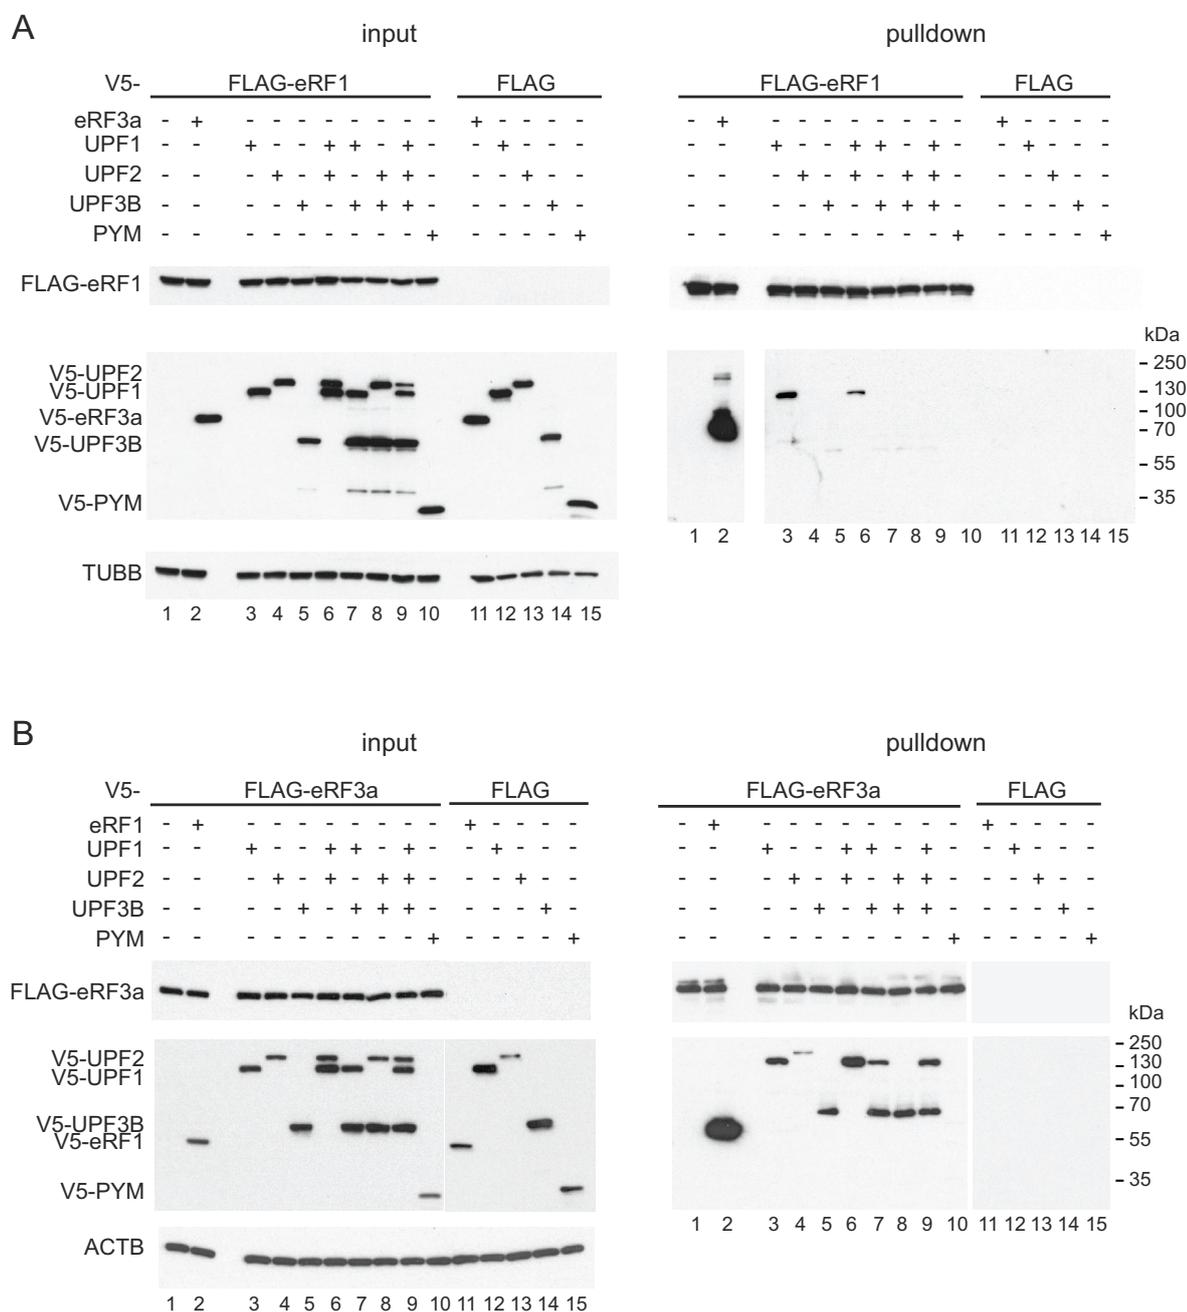 A
input pulldown
V5- FLAG-eRF1 FLAG FLAG-eRF1 FLAG
eRF3a - + - - - - - - - - + - - - - - + - - - - - - - - + - - - -
UPF1 - - + - - + + - + - - + - - - - - + - - + + - + - - + - - -
UPF2 - - - + - + - + + - - - + - - - - - + - + - + + - - - + - -
UPF3B - - - - + - + + + - - - - + - - - - - + - + + + - - - - + -
PYM - - - - - - - - - + - - - - + - - - - - - - - - + - - - - +
FLAG-eRF1
kDa
V5-UPF2
V5-UPF1
V5-eRF3a
V5-UPF3B
V5-PYM
- 250
- 130
- 100
- 70
- 55
- 35
1 2 3 4 5 6 7 8 9 10 11 12 13 14 15
TUBB
1 2 3 4 5 6 7 8 9 10 11 12 13 14 15
B
input pulldown
V5- FLAG-eRF3a FLAG FLAG-eRF3a FLAG
eRF1 - + - - - - - - - - + - - - - - + - - - - - - - - + - - - -
UPF1 - - + - - + + - + - - + - - - - - + - - + + - + - - + - - -
UPF2 - - - + - + - + + - - - + - - - - - + - + - + + - - - + - -
UPF3B - - - - + - + + + - - - - + - - - - - + - + + + - - - - + -
PYM - - - - - - - - - + - - - - + - - - - - - - - - + - - - - +
FLAG-eRF3a
kDa
V5-UPF2
V5-UPF1
V5-UPF3B
V5-eRF1
V5-PYM
- 250
- 130
- 100
- 70
- 55
- 35
1 2 3 4 5 6 7 8 9 10 11 12 13 14 15
ACTB
1 2 3 4 5 6 7 8 9 10 11 12 13 14 15